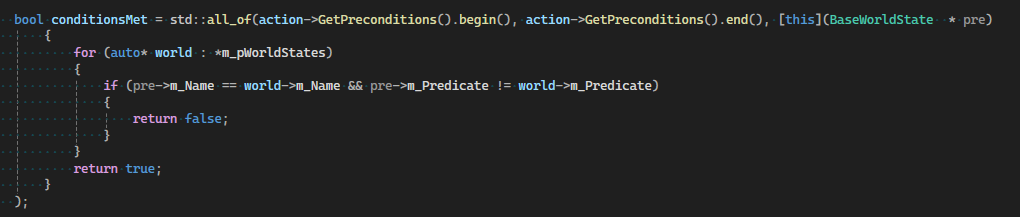 bool conditionsMet = std::all_of(action->GetPreconditions().begin(), action->GetPreconditions().end(), [this](BaseWorldState * pre)
{
for (auto* world : *m_pWorldStates)
{
if (pre->m_Name == world->m_Name && pre->m_Predicate != world->m_Predicate)
{
return false;
}
}
return true;
}
);